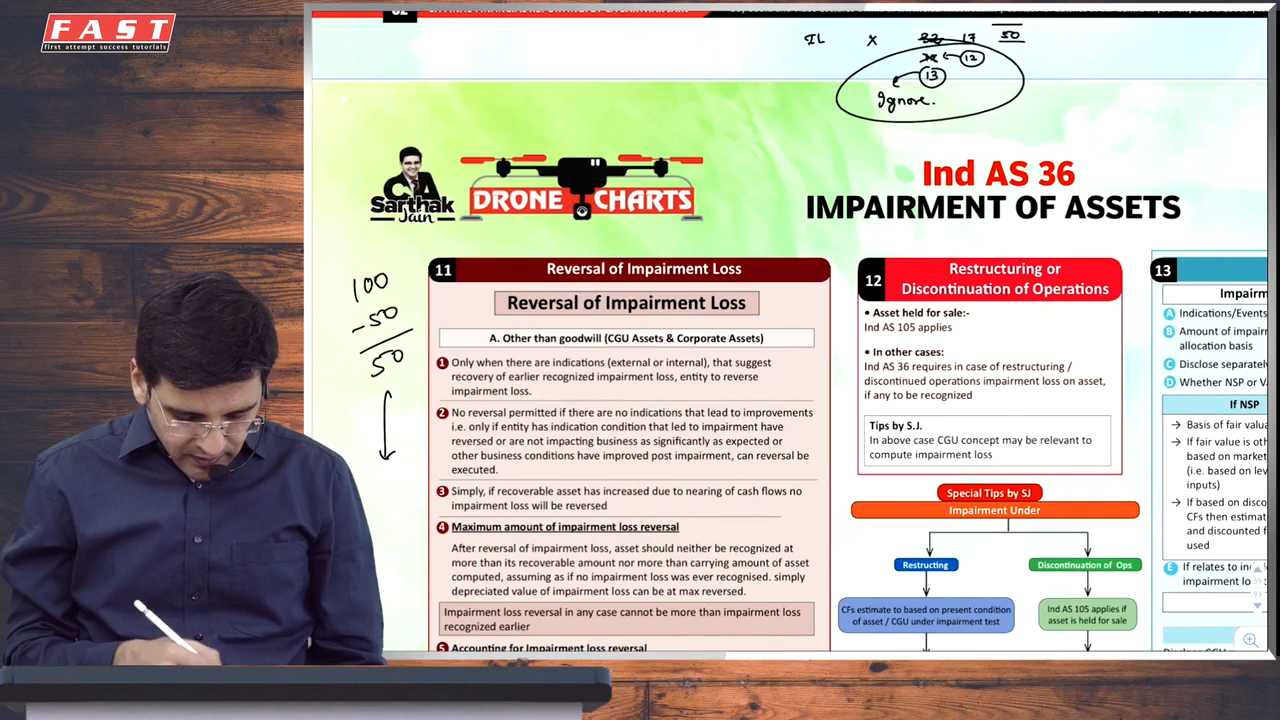 FAST
first attempt success tutorials
IL x 33 17 50
12
13
Ignore.
CA
Sarthak
Jain
DRONE CHARTS
Ind AS 36
IMPAIRMENT OF ASSETS
100
-50
50
11 Reversal of Impairment Loss
Reversal of Impairment Loss
A. Other than goodwill (CGU Assets & Corporate Assets)
1 Only when there are indications (external or internal), that suggest
recovery of earlier recognized impairment loss, entity to reverse
impairment loss.
2 No reversal permitted if there are no indications that lead to improvements
i.e. only if entity has indication condition that led to impairment have
reversed or are not impacting business as significantly as expected or
other business conditions have improved post impairment, can reversal be
executed.
3 Simply, if recoverable asset has increased due to nearing of cash flows no
impairment loss will be reversed
4 Maximum amount of impairment loss reversal
After reversal of impairment loss, asset should neither be recognized at
more than its recoverable amount nor more than carrying amount of asset
computed, assuming as if no impairment loss was ever recognised. simply
depreciated value of impairment loss can be at max reversed.
Impairment loss reversal in any case cannot be more than impairment loss
recognized earlier
5 Accounting for Impairment loss reversal
12 Restructuring or
Discontinuation of Operations
• Asset held for sale:-
Ind AS 105 applies
• In other cases:
Ind AS 36 requires in case of restructuring /
discontinued operations impairment loss on asset,
if any to be recognized
Tips by S.J.
In above case CGU concept may be relevant to
compute impairment loss
Special Tips by SJ
Impairment Under
Restructing
Discontinuation of Ops
CFs estimate to based on present condition
of asset / CGU under impairment test
Ind AS 105 applies if
asset is held for sale
13
Impairm
A Indications/Events
B Amount of impair
allocation basis
C Disclose separatel
D Whether NSP or V
If NSP
→ Basis of fair valu
→ If fair value is oth
based on market
(i.e. based on lev
inputs)
→ If based on disco
CFs then estimat
and discounted f
used
E If relates to in
impairment lo